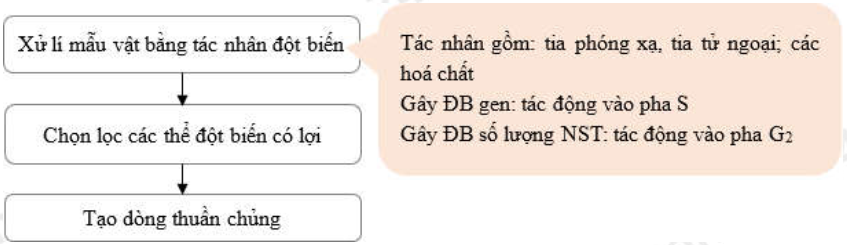 Xử lí mẫu vật bằng tác nhân đột biến
Chọn lọc các thể đột biến có lợi
Tạo dòng thuần chủng
Tác nhân gồm: tia phóng xạ, tia tử ngoại; các
hoá chất
Gây ĐB gen: tác động vào pha S
Gây ĐB số lượng NST: tác động vào pha G₂